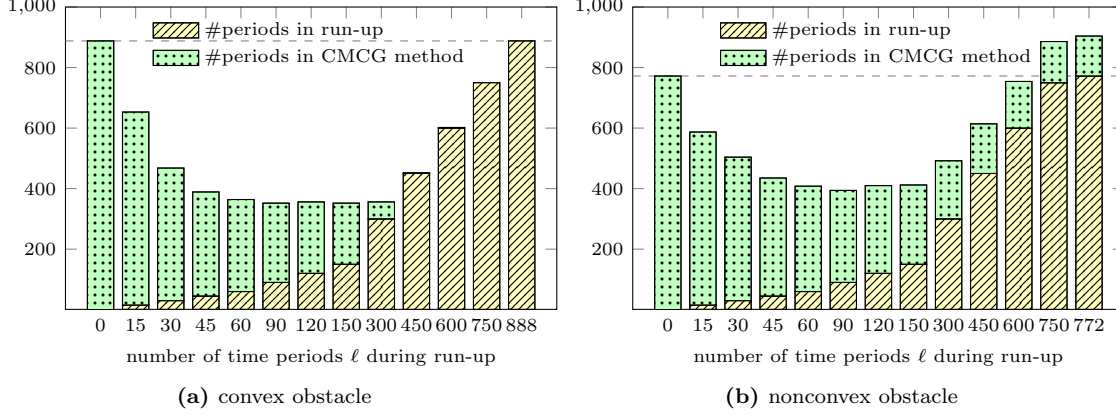 1,000
800
600
400
200
#periods in run-up
#periods in CMCG method
0 15 30 45 60 90 120 150 300 450 600 750 888
number of time periods ℓ during run-up
(a) convex obstacle
1,000
800
600
400
200
#periods in run-up
#periods in CMCG method
0 15 30 45 60 90 120 150 300 450 600 750 772
number of time periods ℓ during run-up
(b) nonconvex obstacle